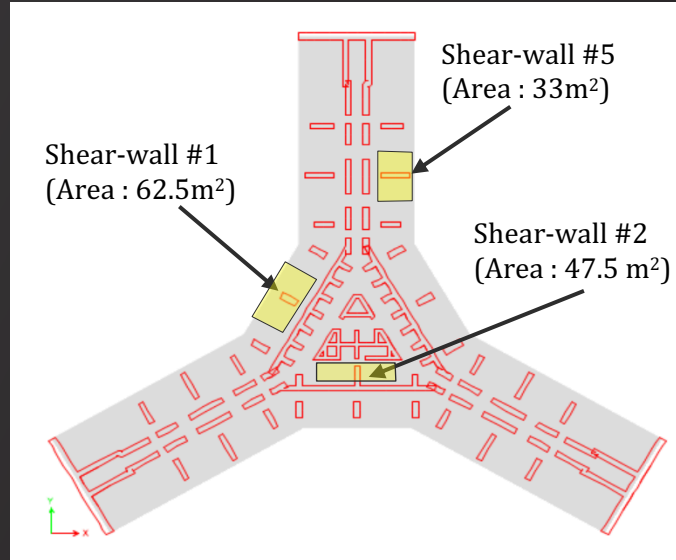 Shear-wall #5
(Area : 33m²)
Shear-wall #1
(Area : 62.5m²)
Shear-wall #2
(Area : 47.5 m²)
Y
X